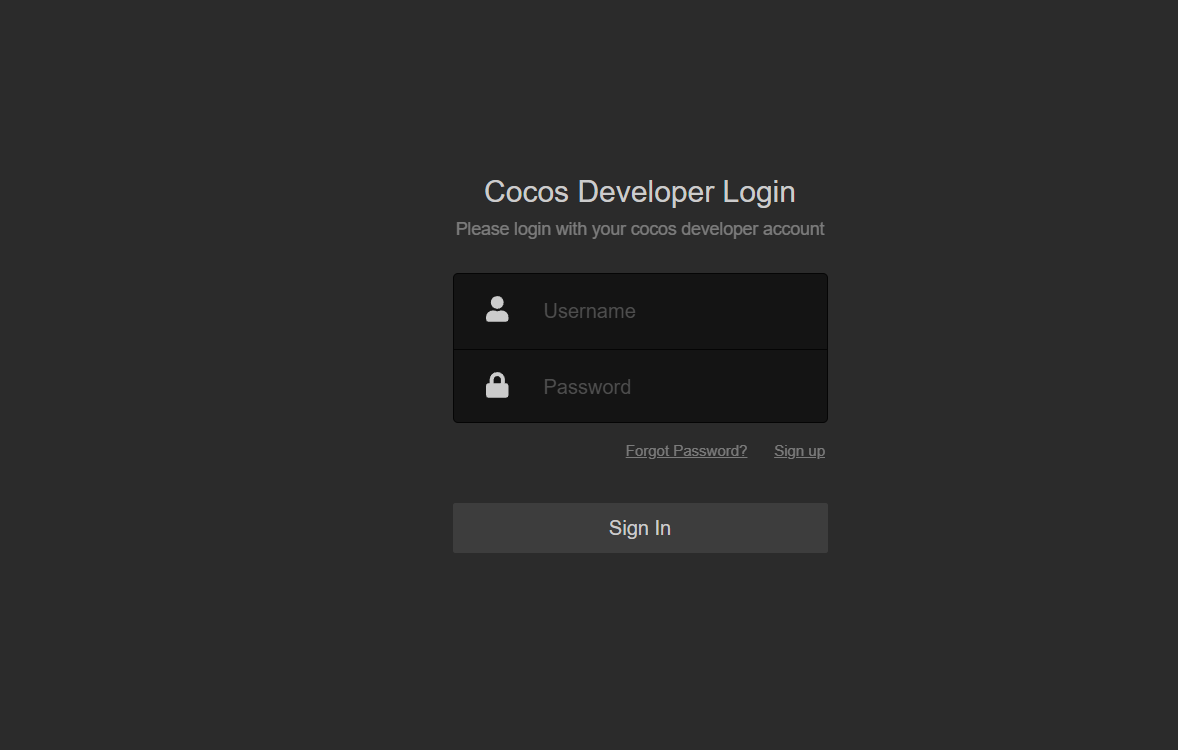 Cocos Developer Login
Please login with your cocos developer account
Username
Password
Forgot Password? Sign up
Sign In